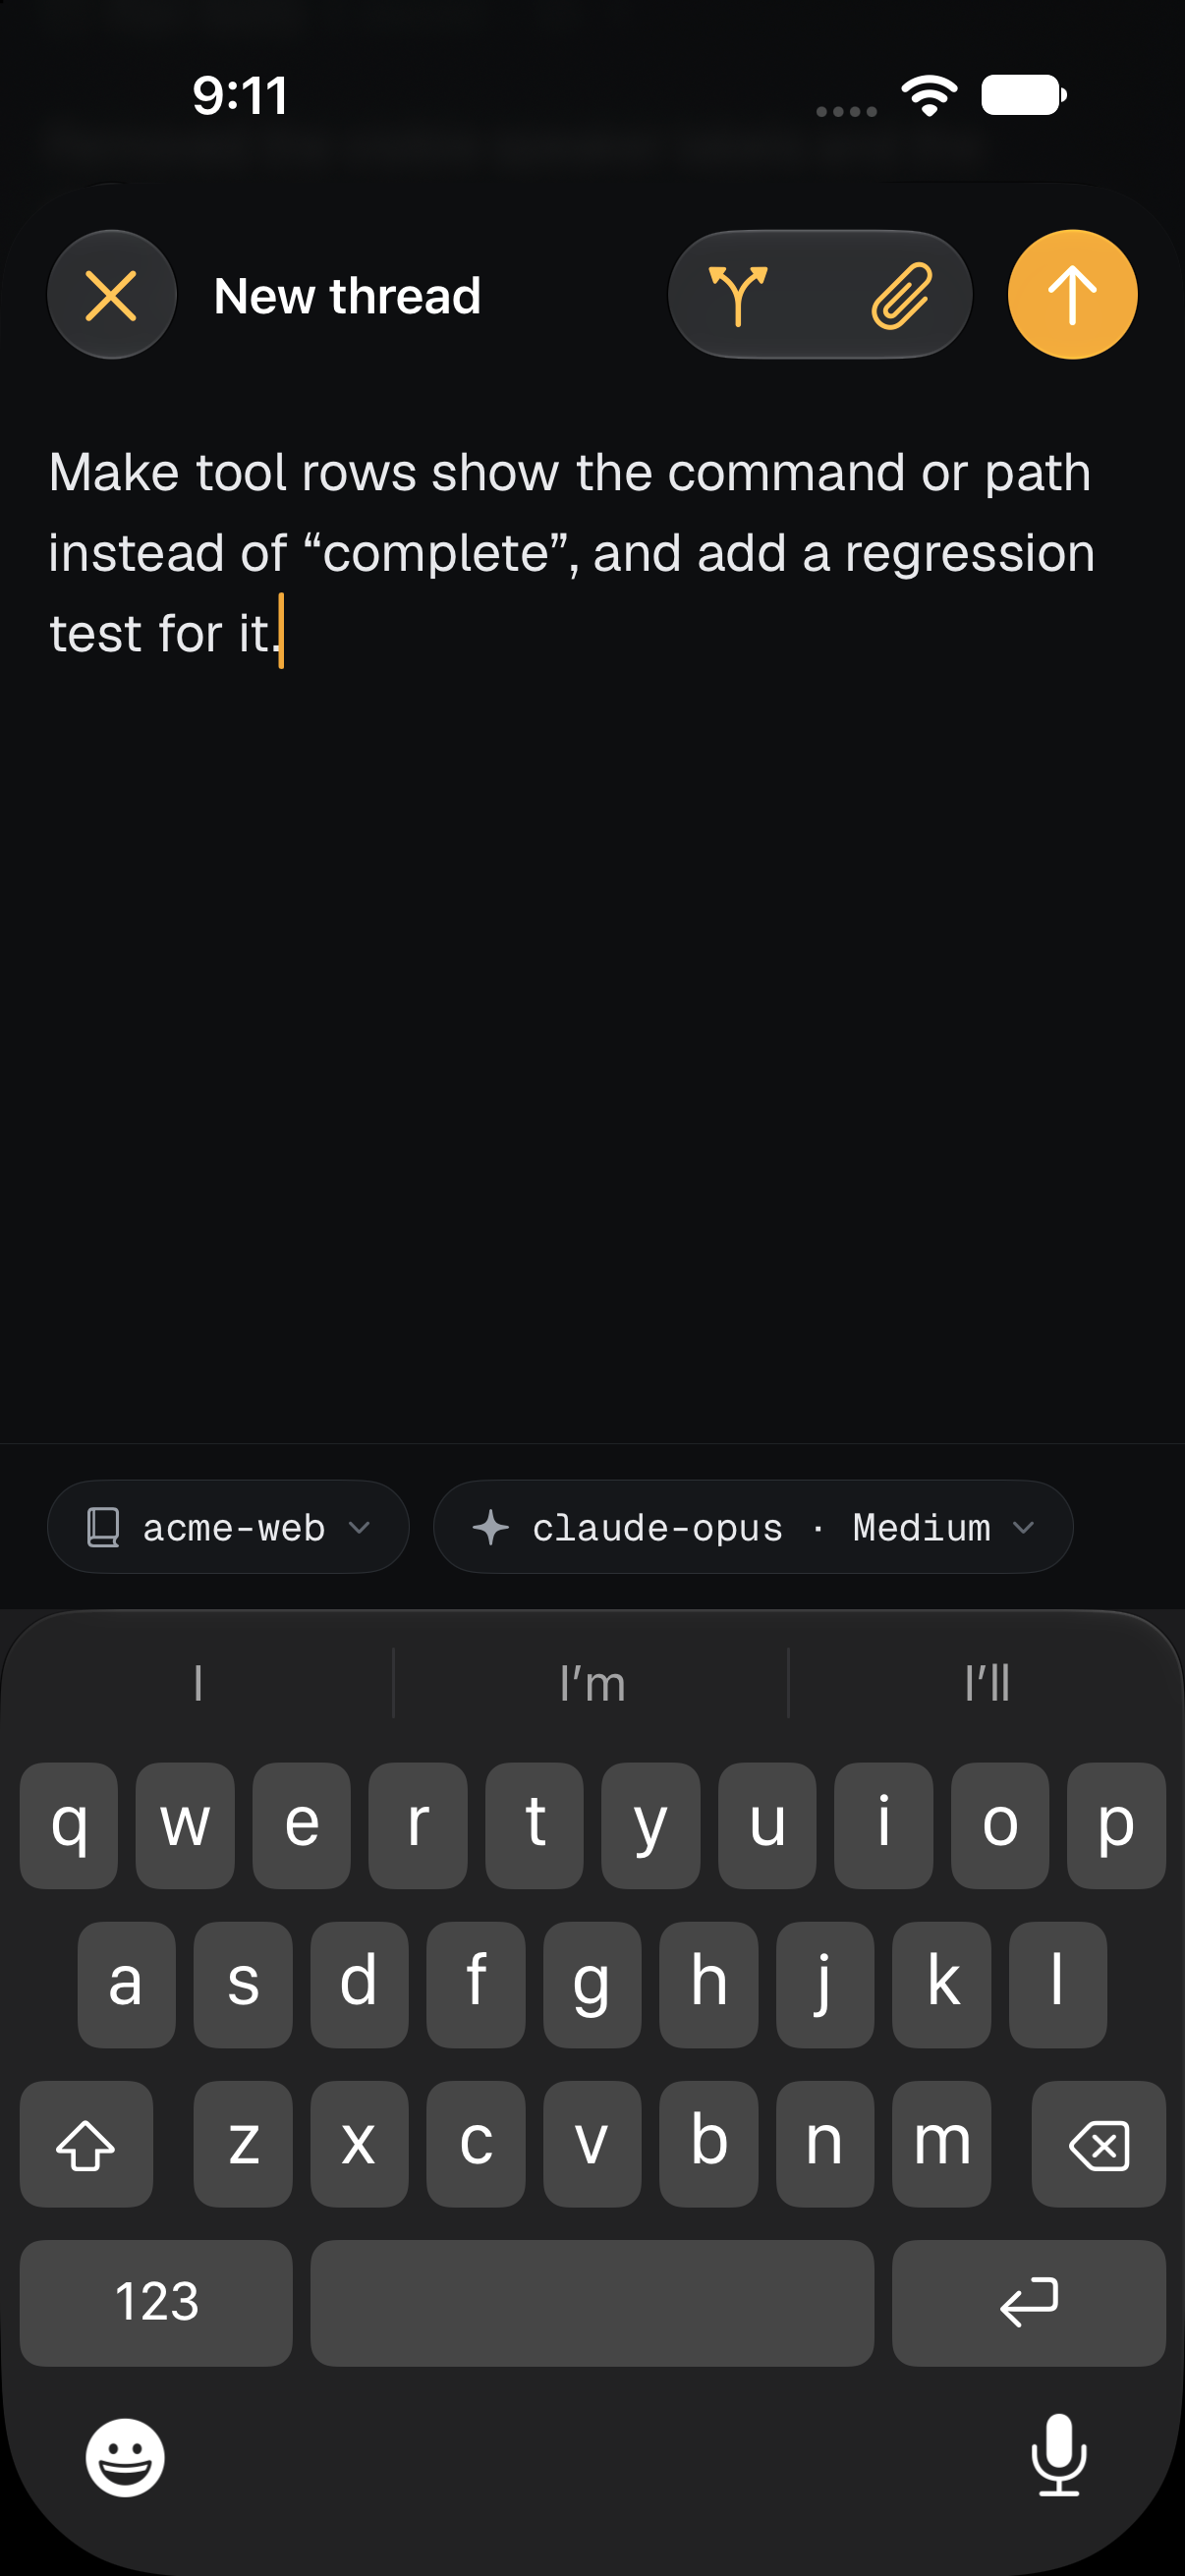 9:11
New thread
Make tool rows show the command or path
instead of “complete”, and add a regression
test for it.
acme-web
claude-opus · Medium
I
I’m
I’ll
q w e r t y u i o p
a s d f g h j k l
z x c v b n m
123